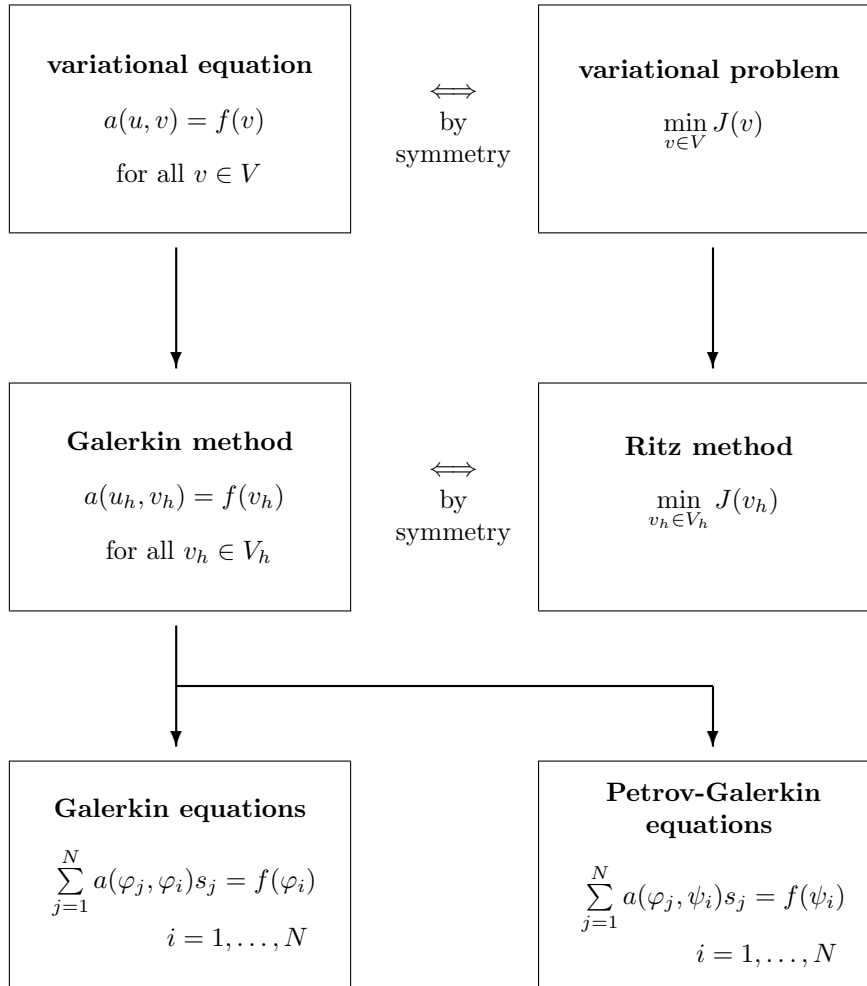 variational equation
a(u, v) = f(v)
for all v ∈ V
⟺
by
symmetry
variational problem
min J(v)
v∈V
Galerkin method
a(u_h, v_h) = f(v_h)
for all v_h ∈ V_h
⟺
by
symmetry
Ritz method
min J(v_h)
v_h∈V_h
Galerkin equations
N
∑ a(φ_j, φ_i)s_j = f(φ_i)
j=1
i = 1, . . . , N
Petrov-Galerkin
equations
N
∑ a(φ_j, ψ_i)s_j = f(ψ_i)
j=1
i = 1, . . . , N